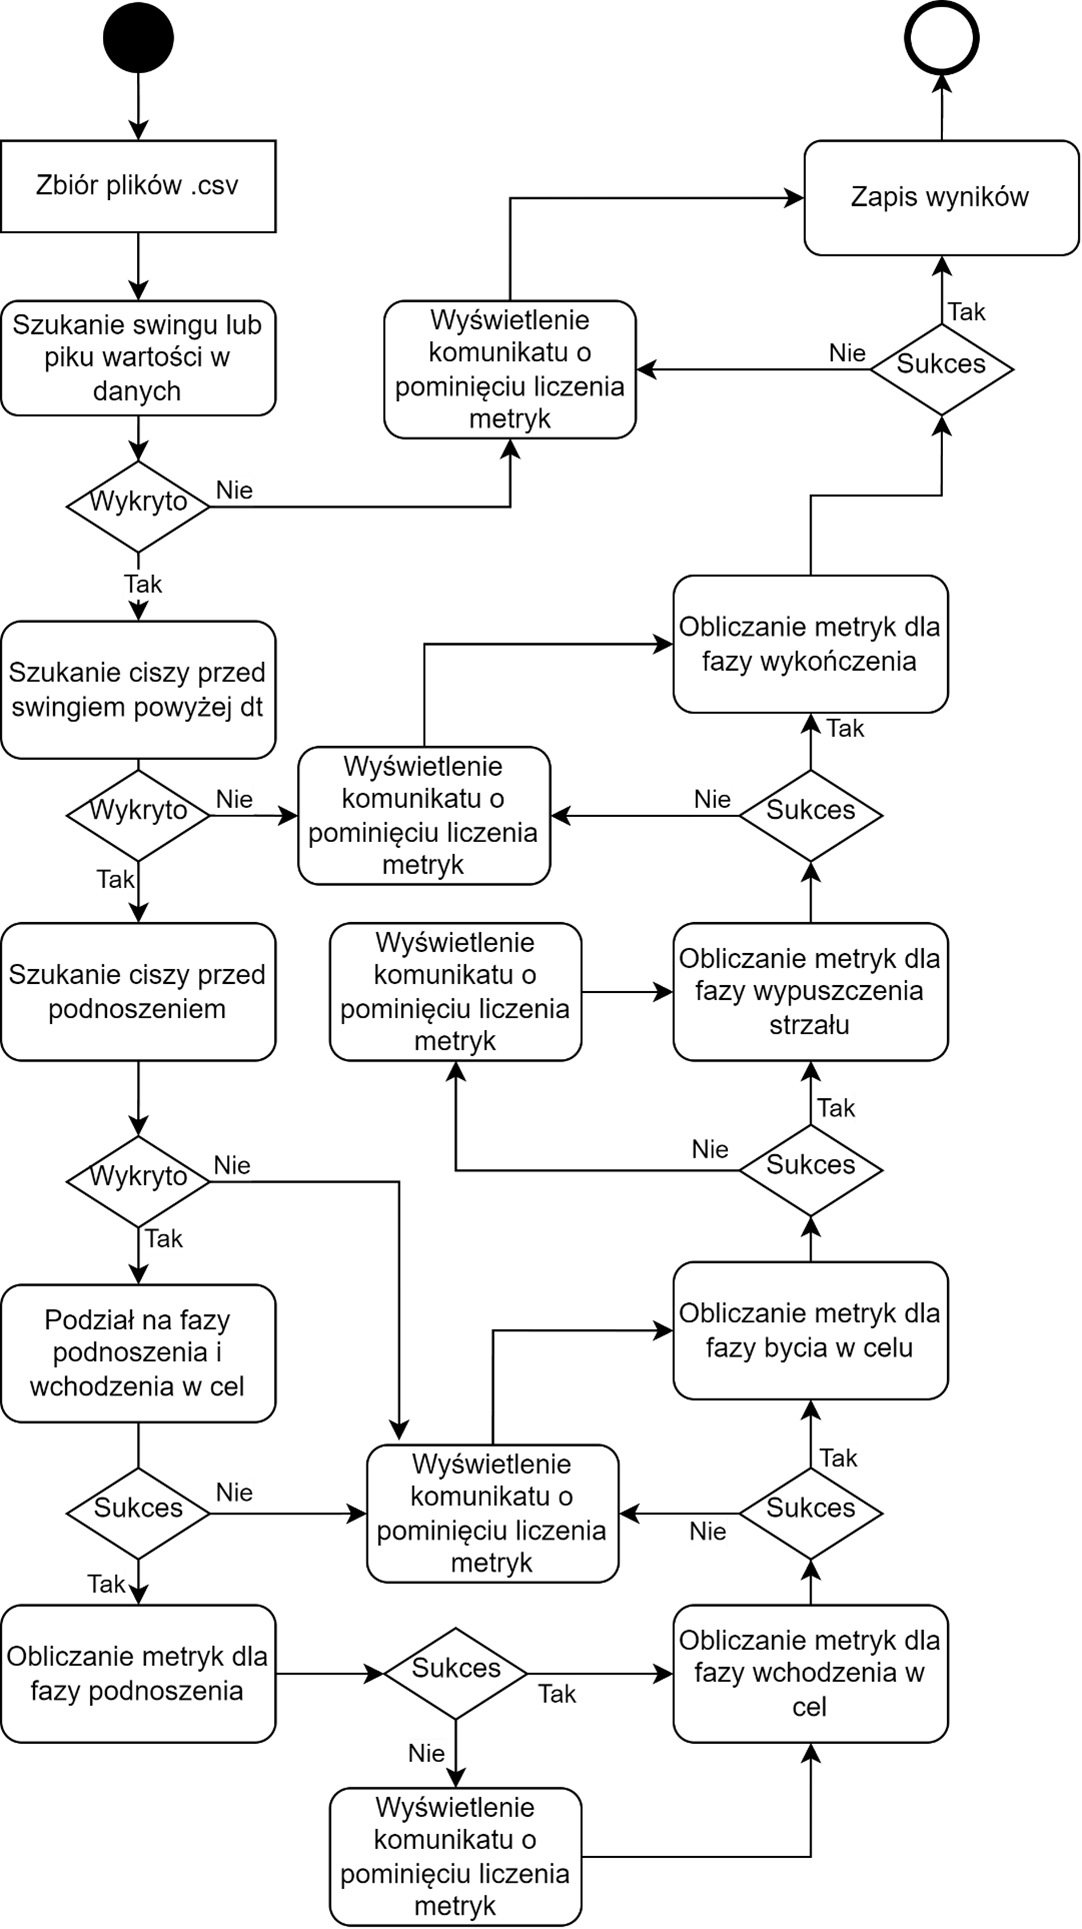 Zbiór plików .csv
Szukanie swingu lub
piku wartości w
danych
Wykryto
Nie
Tak
Szukanie ciszy przed
swingiem powyżej dt
Wykryto
Nie
Tak
Szukanie ciszy przed
podnoszeniem
Wykryto
Nie
Tak
Podział na fazy
podnoszenia i
wchodzenia w cel
Sukces
Nie
Tak
Obliczanie metryk dla
fazy podnoszenia
Sukces
Tak
Nie
Wyświetlenie
komunikatu o
pominięciu liczenia
metryk
Obliczanie metryk dla
fazy wchodzenia w
cel
Sukces
Tak
Nie
Wyświetlenie
komunikatu o
pominięciu liczenia
metryk
Obliczanie metryk dla
fazy bycia w celu
Sukces
Tak
Nie
Wyświetlenie
komunikatu o
pominięciu liczenia
metryk
Obliczanie metryk dla
fazy wypuszczenia
strzału
Sukces
Tak
Nie
Wyświetlenie
komunikatu o
pominięciu liczenia
metryk
Obliczanie metryk dla
fazy wykończenia
Sukces
Tak
Nie
Wyświetlenie
komunikatu o
pominięciu liczenia
metryk
Zapis wyników